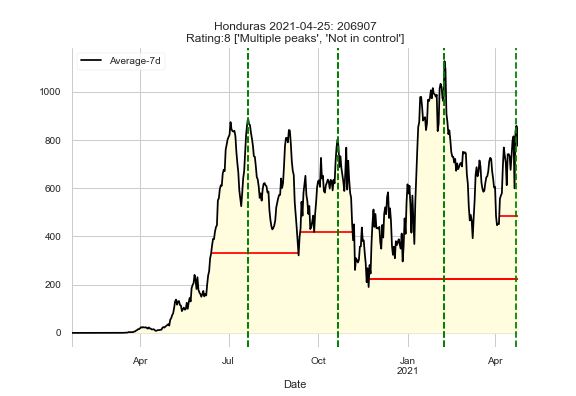 Honduras 2021-04-25: 206907
Rating:8 ['Multiple peaks', 'Not in control']
Average-7d
1000
800
600
400
200
0
Apr
Jul
Oct
Jan
2021
Apr
Date